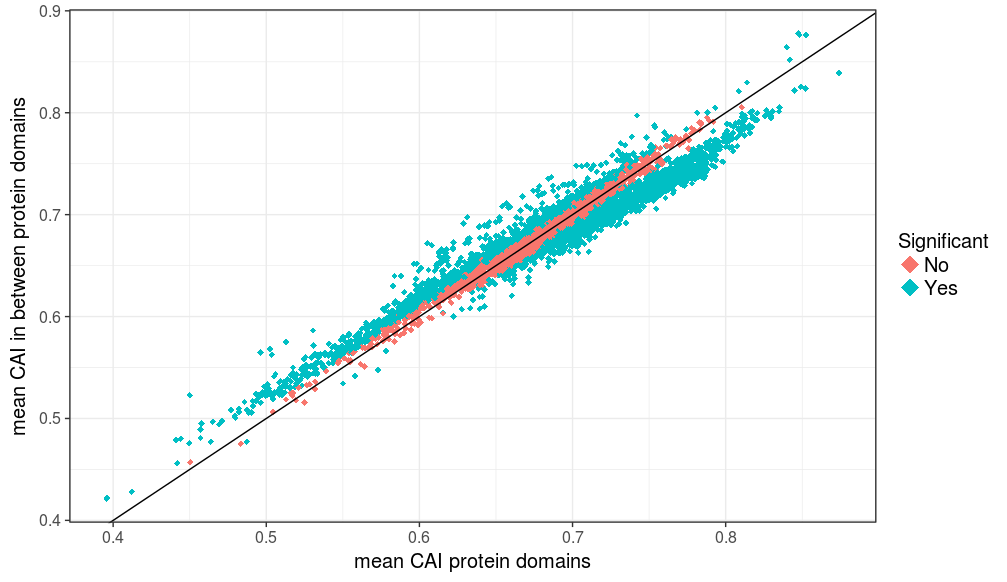 0.9
0.8
0.7
0.6
0.5
0.4
mean CAI in between protein domains
0.4 0.5 0.6 0.7 0.8
mean CAI protein domains
Significant
No
Yes